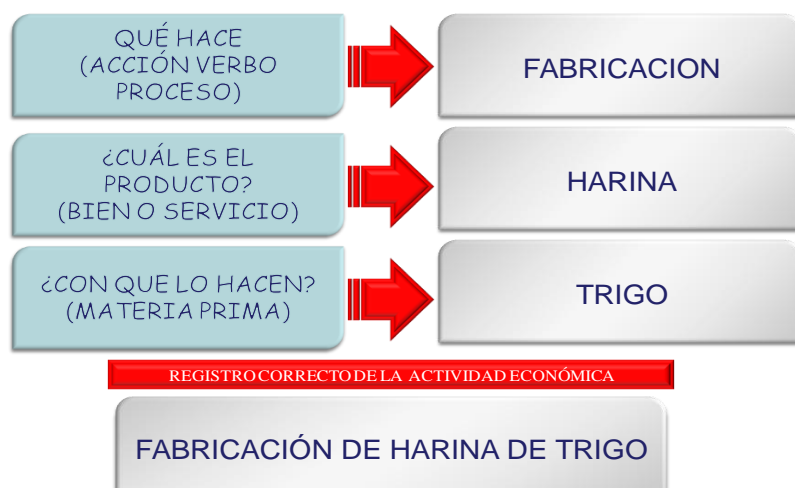 QUÉ HACE
(ACCIÓN VERBO
PROCESO)
FABRICACION
¿CUÁL ES EL
PRODUCTO?
(BIEN O SERVICIO)
HARINA
¿CON QUE LO HACEN?
(MATERIA PRIMA)
TRIGO
REGISTRO CORRECTO DE LA ACTIVIDAD ECONÓMICA
FABRICACIÓN DE HARINA DE TRIGO